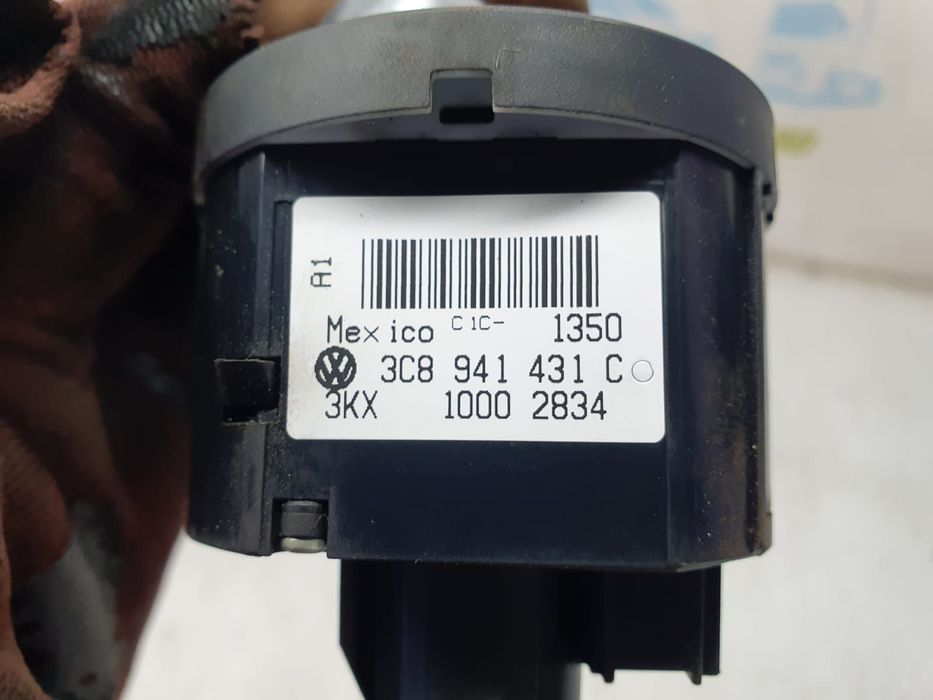 A1
Mexico C1C- 1350
3C8 941 431 C
3KX 1000 2834